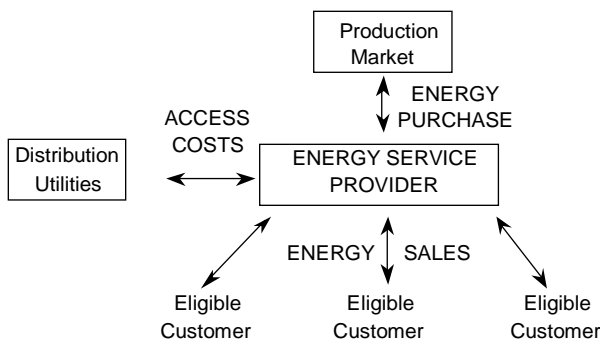 Production
Market
ENERGY
PURCHASE
ACCESS
COSTS
Distribution
Utilities
ENERGY SERVICE
PROVIDER
ENERGY SALES
Eligible
Customer
Eligible
Customer
Eligible
Customer